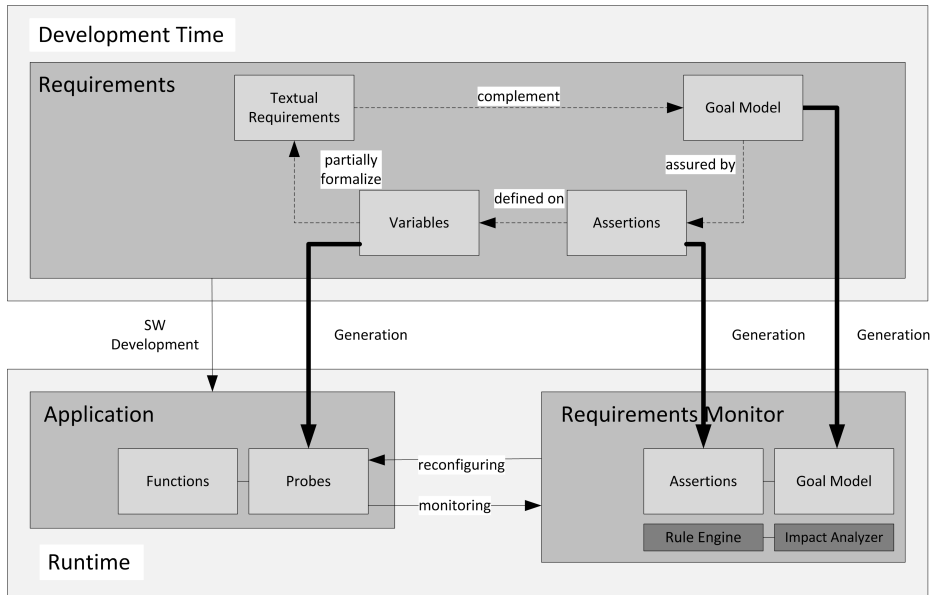 Development Time
Requirements
Textual
Requirements
complement
Goal Model
partially
formalize
assured by
defined on
Variables
Assertions
SW
Development
Generation
Generation
Generation
Application
Requirements Monitor
reconfiguring
Functions
Probes
Assertions
Goal Model
monitoring
Rule Engine
Impact Analyzer
Runtime